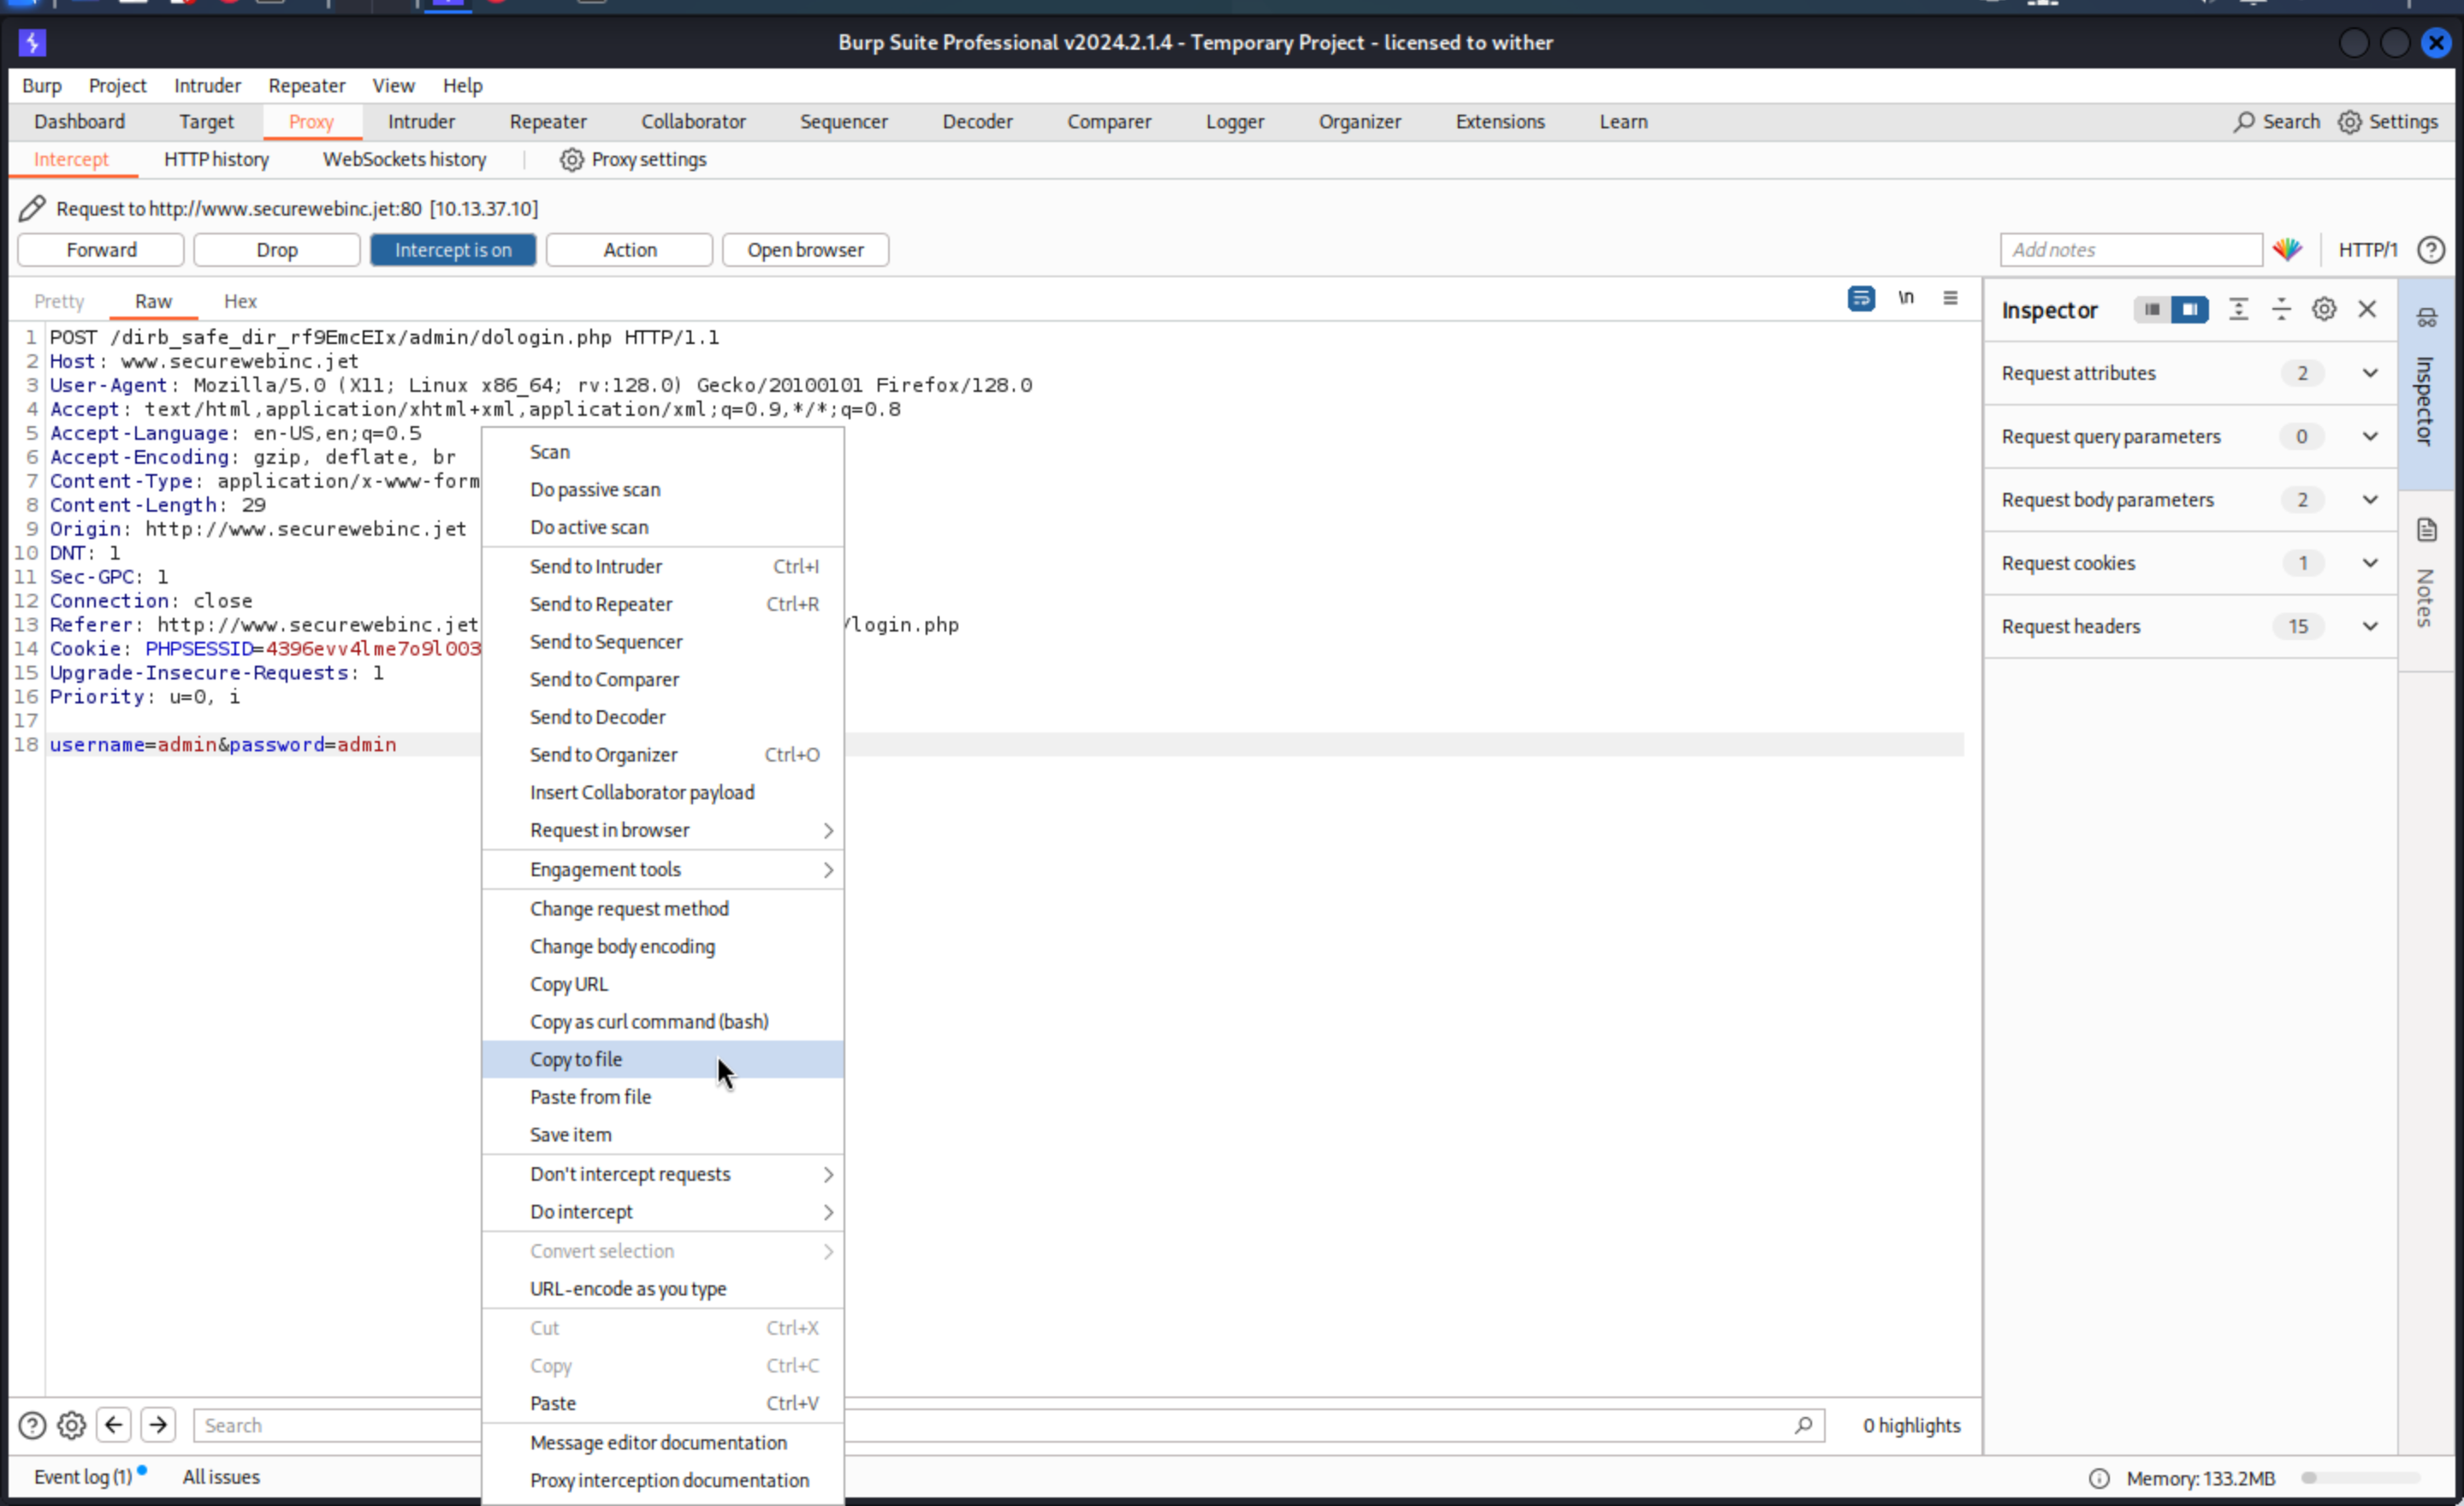 Burp Suite Professional v2024.2.1.4 - Temporary Project - licensed to wither
Burp Project Intruder Repeater View Help
Dashboard Target Proxy Intruder Repeater Collaborator Sequencer Decoder Comparer Logger Organizer Extensions Learn Search Settings
Intercept HTTP history WebSockets history Proxy settings
Request to http://www.securewebinc.jet:80 [10.13.37.10]
Forward Drop Intercept is on Action Open browser Add notes HTTP/1
Pretty Raw Hex \n
1 POST /dirb_safe_dir_rf9EmcEIx/admin/dologin.php HTTP/1.1
2 Host: www.securewebinc.jet
3 User-Agent: Mozilla/5.0 (X11; Linux x86_64; rv:128.0) Gecko/20100101 Firefox/128.0
4 Accept: text/html,application/xhtml+xml,application/xml;q=0.9,*/*;q=0.8
5 Accept-Language: en-US,en;q=0.5
6 Accept-Encoding: gzip, deflate, br
7 Content-Type: application/x-www-form
8 Content-Length: 29
9 Origin: http://www.securewebinc.jet
10 DNT: 1
11 Sec-GPC: 1
12 Connection: close
13 Referer: http://www.securewebinc.jet /login.php
14 Cookie: PHPSESSID=4396evv4lme7o9l003
15 Upgrade-Insecure-Requests: 1
16 Priority: u=0, i
17
18 username=admin&password=admin
Scan
Do passive scan
Do active scan
Send to Intruder Ctrl+I
Send to Repeater Ctrl+R
Send to Sequencer
Send to Comparer
Send to Decoder
Send to Organizer Ctrl+O
Insert Collaborator payload
Request in browser
Engagement tools
Change request method
Change body encoding
Copy URL
Copy as curl command (bash)
Copy to file
Paste from file
Save item
Don't intercept requests
Do intercept
Convert selection
URL-encode as you type
Cut Ctrl+X
Copy Ctrl+C
Paste Ctrl+V
Message editor documentation
Proxy interception documentation
Inspector
Request attributes 2
Request query parameters 0
Request body parameters 2
Request cookies 1
Request headers 15
Inspector
Notes
Search 0 highlights
Event log (1) All issues Memory: 133.2MB